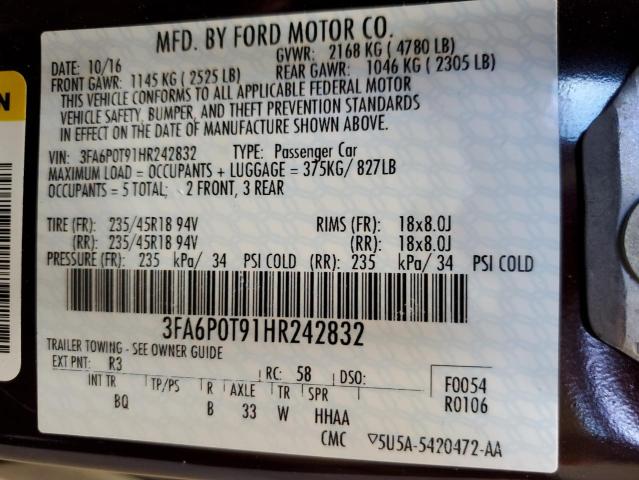 MFD. BY FORD MOTOR CO.
DATE: 10/16 GVWR: 2168 KG ( 4780 LB)
FRONT GAWR: 1145 KG ( 2525 LB) REAR GAWR: 1046 KG ( 2305 LB)
THIS VEHICLE CONFORMS TO ALL APPLICABLE FEDERAL MOTOR
VEHICLE SAFETY, BUMPER, AND THEFT PREVENTION STANDARDS
IN EFFECT ON THE DATE OF MANUFACTURE SHOWN ABOVE.
VIN: 3FA6P0T91HR242832 TYPE: Passenger Car
MAXIMUM LOAD = OCCUPANTS + LUGGAGE = 375KG/ 827LB
OCCUPANTS = 5 TOTAL; 2 FRONT, 3 REAR
TIRE (FR): 235/45R18 94V RIMS (FR): 18x8.0J
(RR): 235/45R18 94V (RR): 18x8.0J
PRESSURE (FR): 235 kPa/ 34 PSI COLD (RR): 235 kPa/ 34 PSI COLD
3FA6P0T91HR242832
TRAILER TOWING - SEE OWNER GUIDE
EXT PNT: R3 RC: 58 DSO: F0054
INT TR TP/PS R AXLE TR SPR R0106
BQ B 33 W HHAA
CMC ▽5U5A-5420472-AA
N